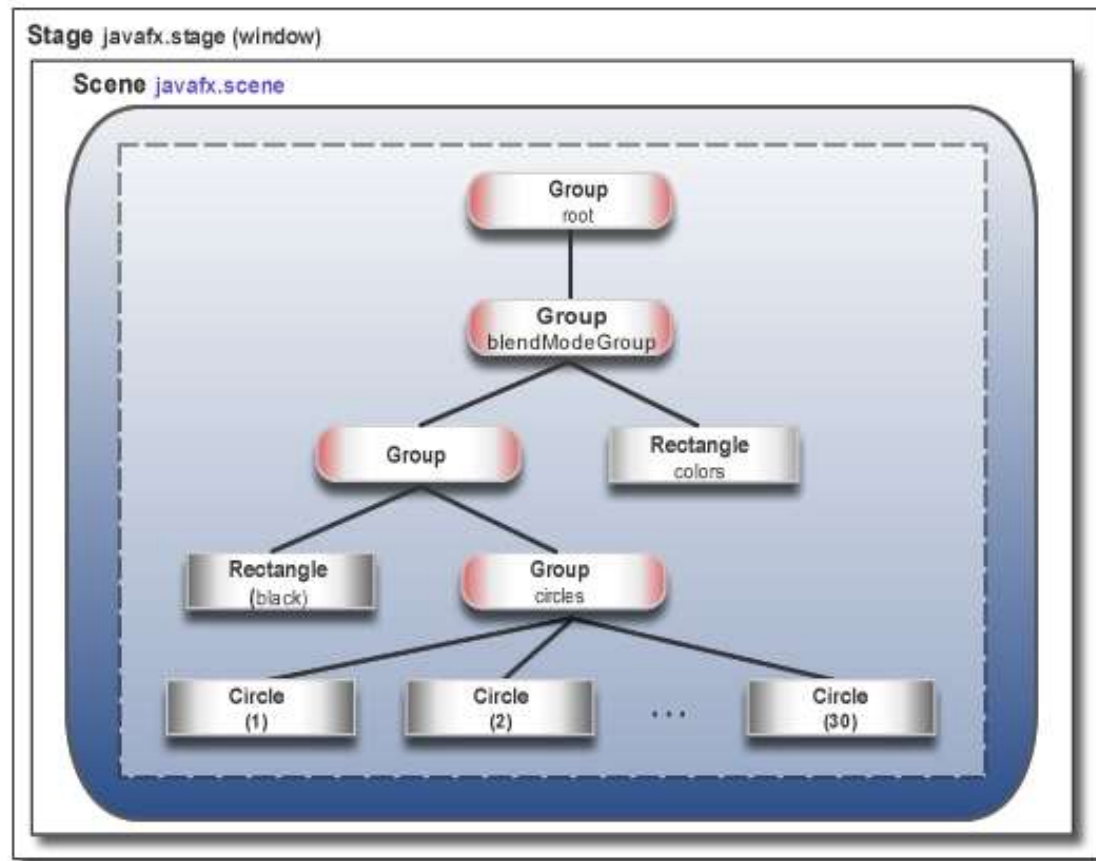 Stage javafx.stage (window)
Scene javafx.scene
Group
root
Group
blendModeGroup
Group
Rectangle
colors
Rectangle
(black)
Group
circles
Circle
(1)
Circle
(2)
...
Circle
(30)